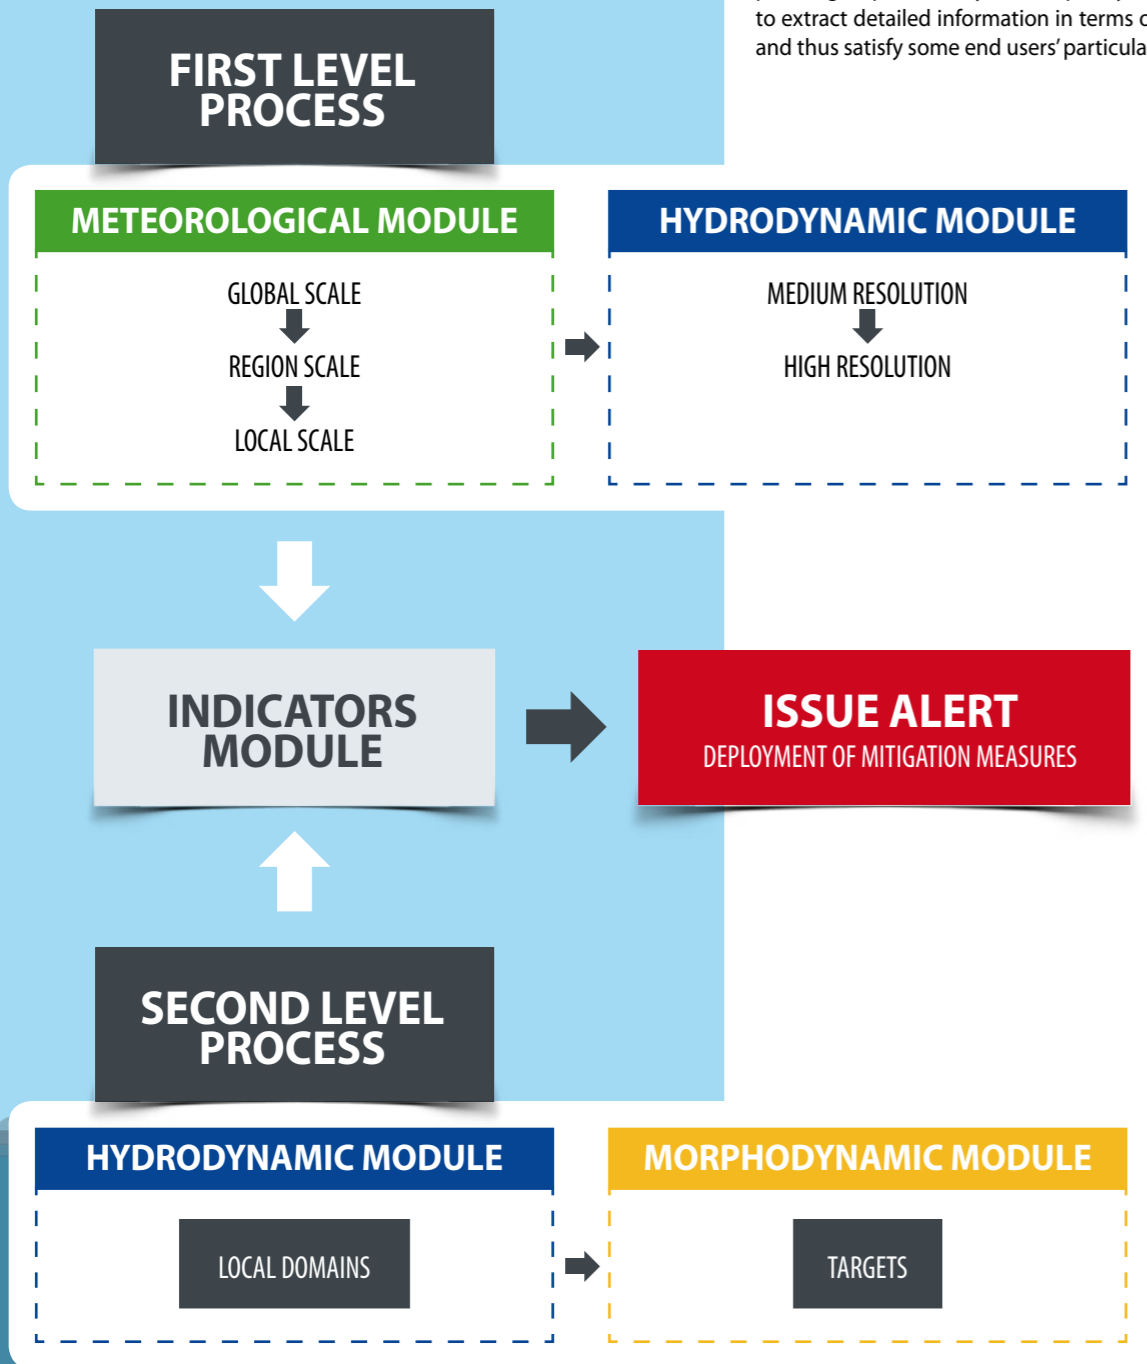 to extract detailed information in terms
and thus satisfy some end users'
FIRST LEVEL
PROCESS
METEOROLOGICAL MODULE
GLOBAL SCALE
REGION SCALE
LOCAL SCALE
HYDRODYNAMIC MODULE
MEDIUM RESOLUTION
HIGH RESOLUTION
INDICATORS
MODULE
ISSUE ALERT
DEPLOYMENT OF MITIGATION MEASURES
SECOND LEVEL
PROCESS
HYDRODYNAMIC MODULE
LOCAL DOMAINS
MORPHODYNAMIC MODULE
TARGETS